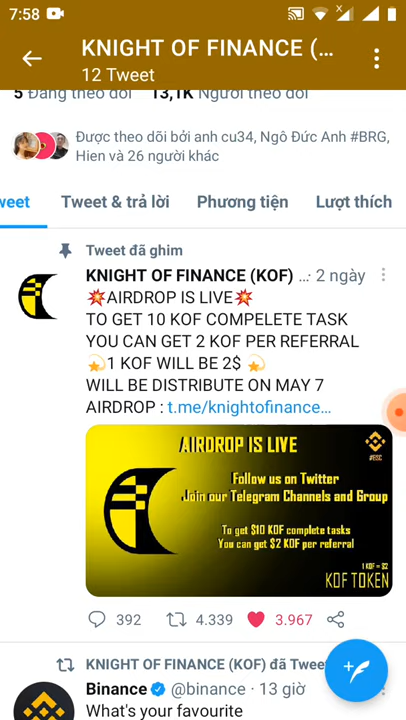 7:58
KNIGHT OF FINANCE (…
12 Tweet
5 Đang theo dõi 13,1K Người theo dõi
Được theo dõi bởi anh cu34, Ngô Đức Anh #BRG,
Hien và 26 người khác
weet Tweet & trả lời Phương tiện Lượt thích
Tweet đã ghim
KNIGHT OF FINANCE (KOF) ... · 2 ngày
💥AIRDROP IS LIVE💥
TO GET 10 KOF COMPELETE TASK
YOU CAN GET 2 KOF PER REFERRAL
💫1 KOF WILL BE 2$ 💫
WILL BE DISTRIBUTE ON MAY 7
AIRDROP : t.me/knightofinance…
AIRDROP IS LIVE
#BSC
Follow us on Twitter
Join our Telegram Channels and Group
To get $10 KOF complete tasks
You can get $2 KOF per referral
1 KOF = $2
KOF TOKEN
392 4.339 3.967
KNIGHT OF FINANCE (KOF) đã Twee
Binance @binance · 13 giờ
What's your favourite